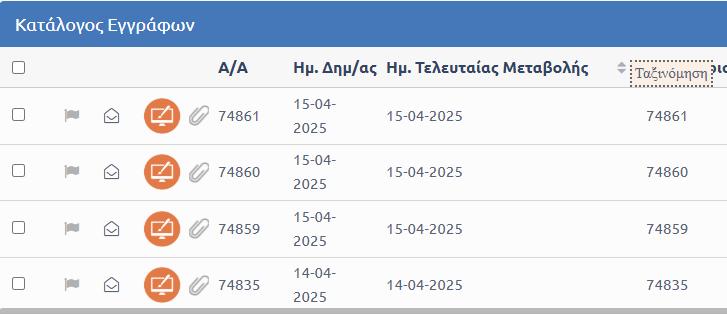 Κατάλογος Εγγράφων
Α/Α Ημ. Δημ/ας Ημ. Τελευταίας Μεταβολής Ταξινόμηση
74861 15-04-2025 15-04-2025 74861
74860 15-04-2025 15-04-2025 74860
74859 15-04-2025 15-04-2025 74859
74835 14-04-2025 14-04-2025 74835